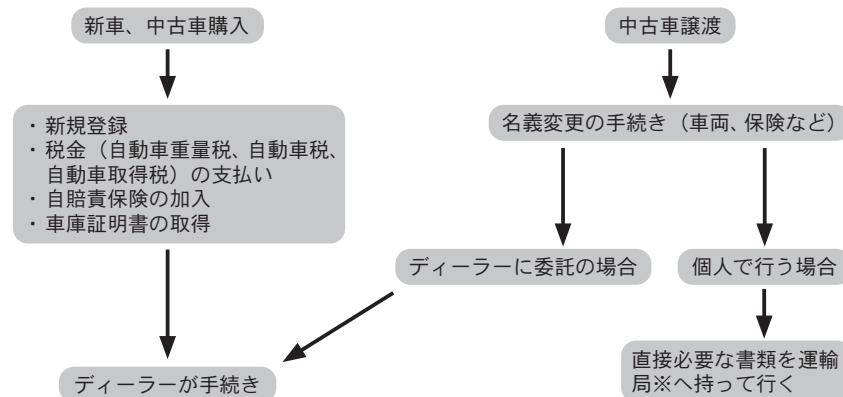 新車、中古車購入
中古車譲渡
・新規登録
・税金（自動車重量税、自動車税、
自動車取得税）の支払い
・自賠責保険の加入
・車庫証明書の取得
名義変更の手続き（車両、保険など）
ディーラーに委託の場合
個人で行う場合
ディーラーが手続き
直接必要な書類を運輸
局※へ持って行く